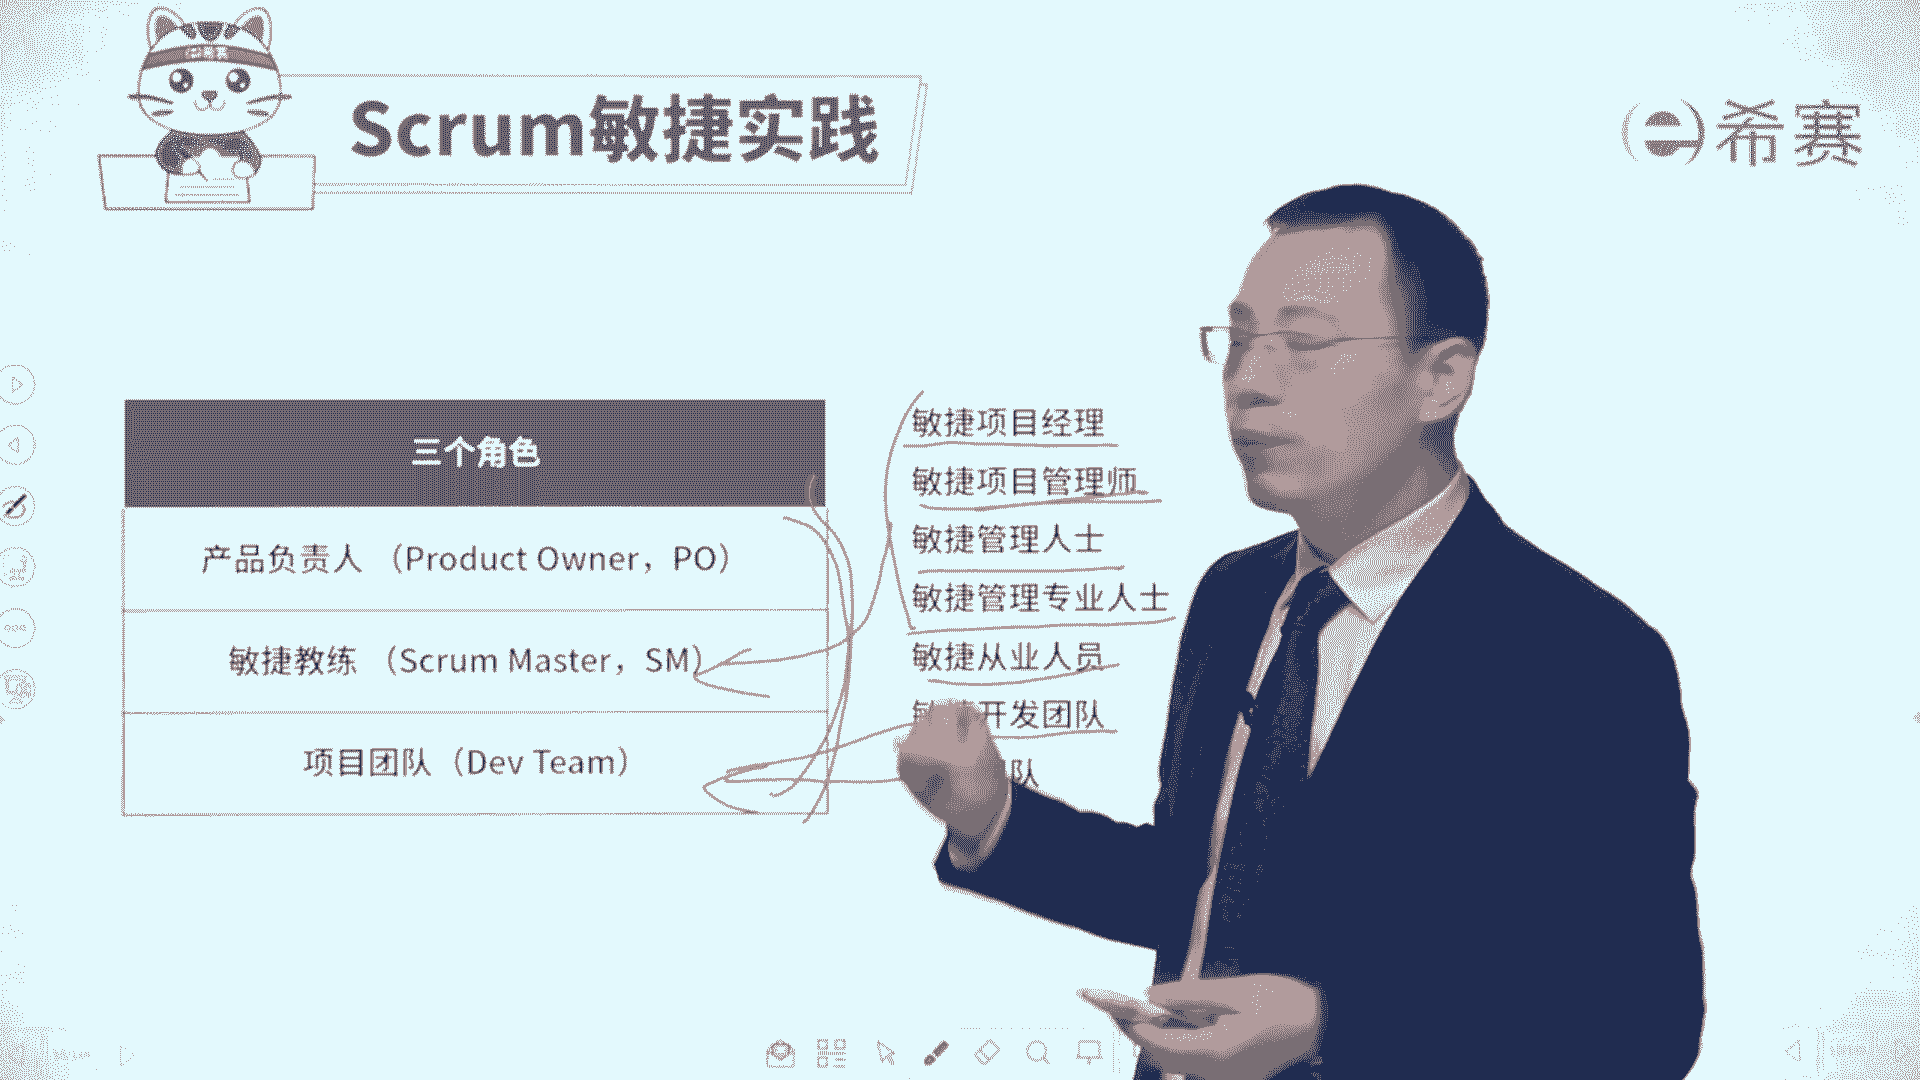 Scrum敏捷实践
希赛
三个角色
产品负责人 （Product Owner，PO）
敏捷教练 （Scrum Master，SM）
项目团队（Dev Team）
敏捷项目经理
敏捷项目管理师
敏捷管理人士
敏捷管理专业人士
敏捷从业人员
开发团队
队